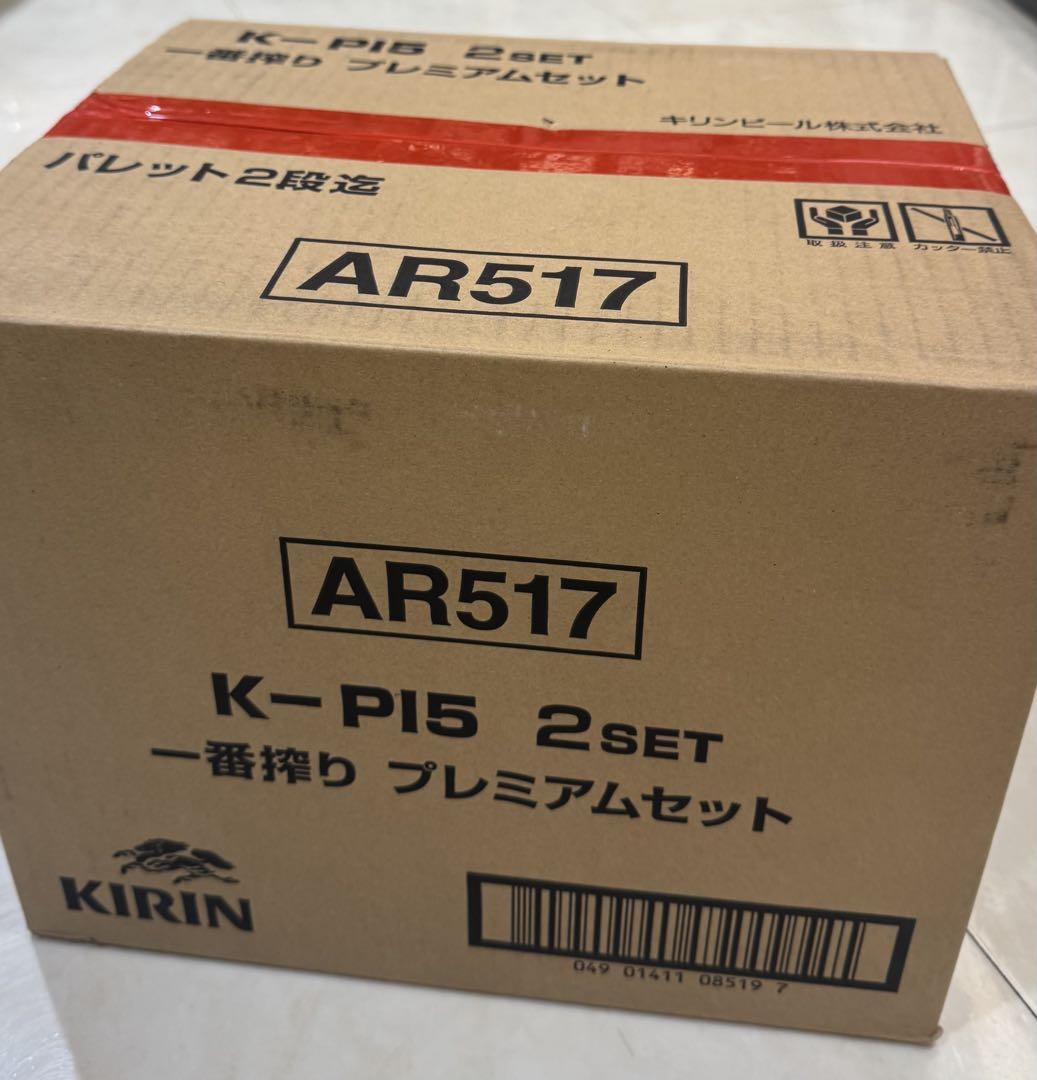 K-PI5 2SET
一番搾り プレミアムセット
キリンビール株式会社
パレット2段迄
取扱注意
カッター禁止
AR517
AR517
K-PI5 2SET
一番搾り プレミアムセット
KIRIN
049 01411 08519 7